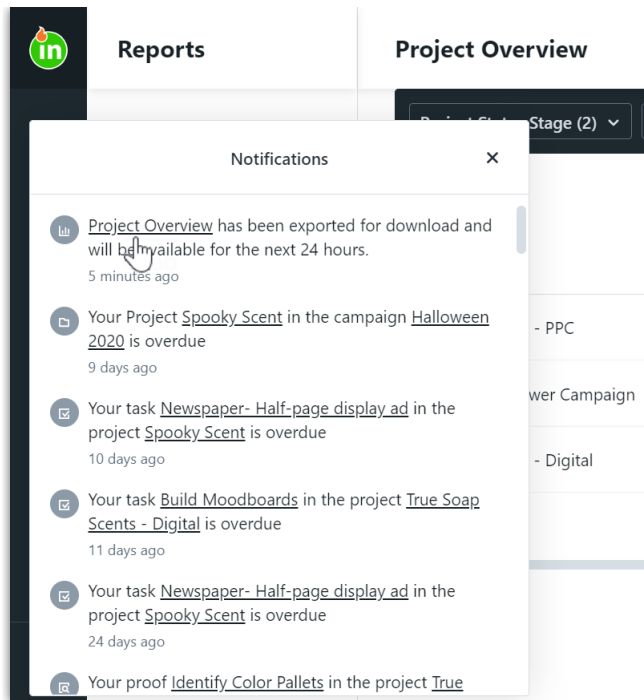 in
Reports
Project Overview
Stage (2)
Notifications
Project Overview has been exported for download and
will be available for the next 24 hours.
5 minutes ago
Your Project Spooky Scent in the campaign Halloween
2020 is overdue
9 days ago
- PPC
Your task Newspaper- Half-page display ad in the
project Spooky Scent is overdue
10 days ago
wer Campaign
- Digital
Your task Build Moodboards in the project True Soap
Scents - Digital is overdue
11 days ago
Your task Newspaper- Half-page display ad in the
project Spooky Scent is overdue
24 days ago
Your proof Identify Color Pallets in the project True